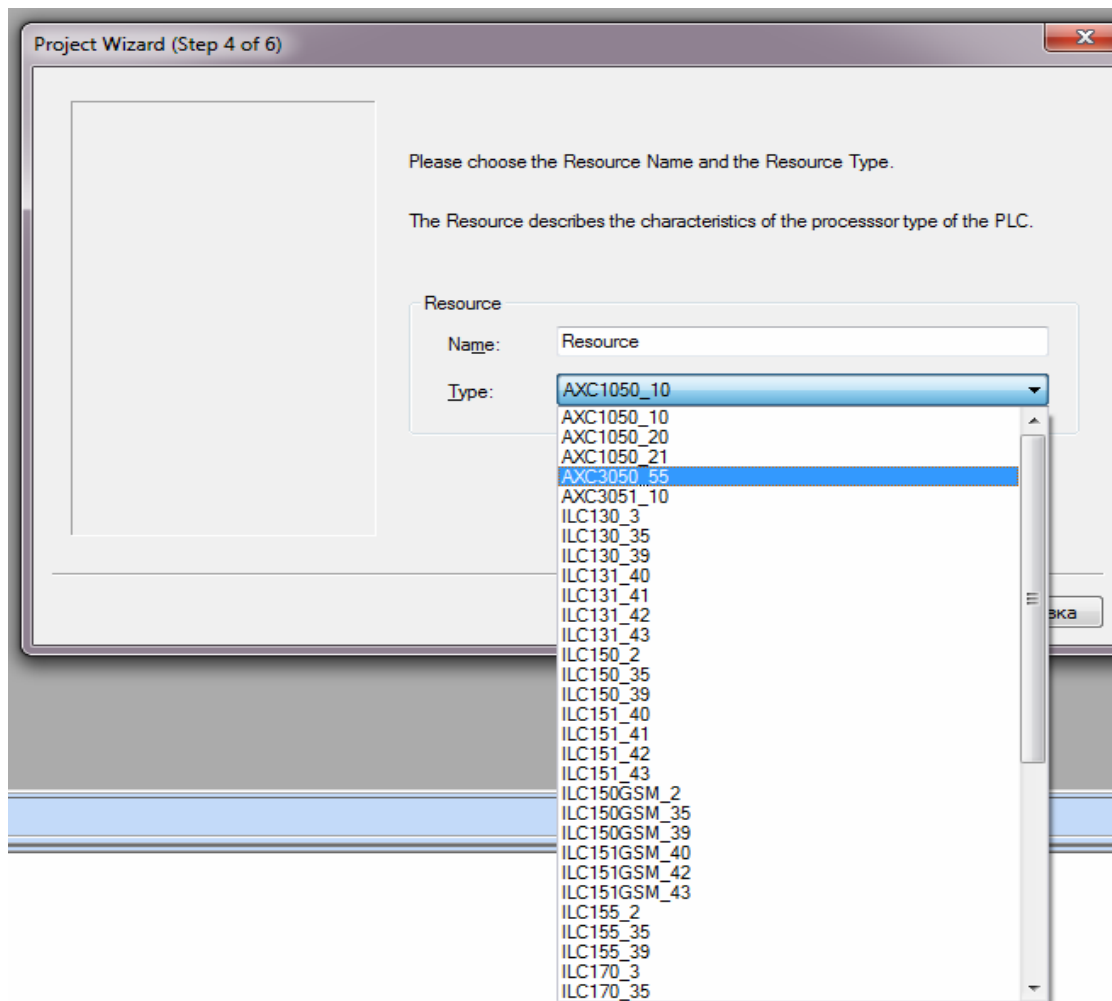 Project Wizard (Step 4 of 6)
Please choose the Resource Name and the Resource Type.
The Resource describes the characteristics of the processsor type of the PLC.
Resource
Name:
Resource
Type:
AXC1050_10
AXC1050_10
AXC1050_20
AXC1050_21
AXC3050_55
AXC3051_10
ILC130_3
ILC130_35
ILC130_39
ILC131_40
ILC131_41
ILC131_42
ILC131_43
ILC150_2
ILC150_35
ILC150_39
ILC151_40
ILC151_41
ILC151_42
ILC151_43
ILC150GSM_2
ILC150GSM_35
ILC150GSM_39
ILC151GSM_40
ILC151GSM_42
ILC151GSM_43
ILC155_2
ILC155_35
ILC155_39
ILC170_3
ILC170_35